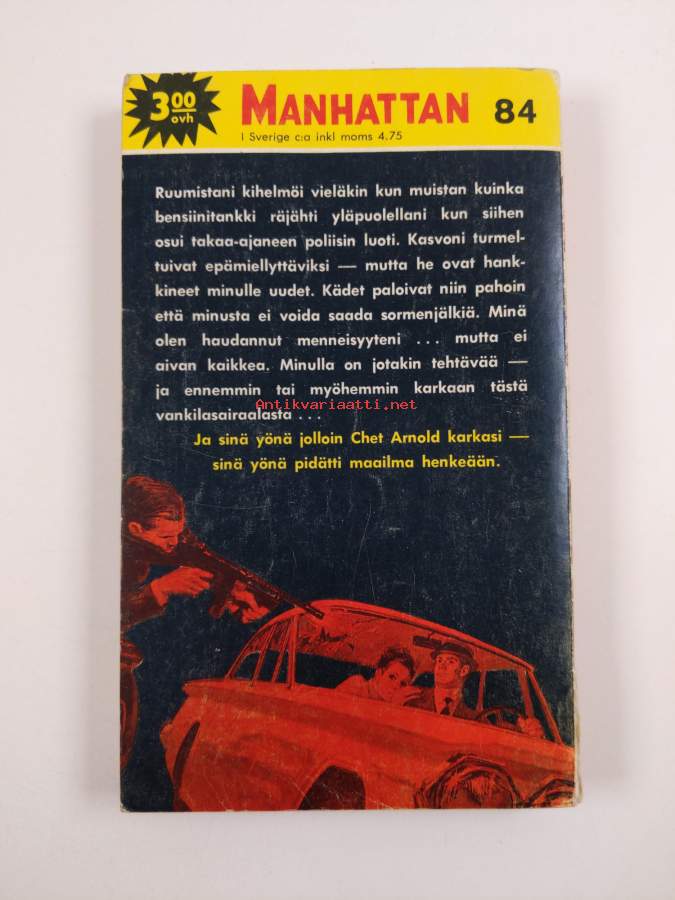 3 00
ovh
MANHATTAN 84
I Sverige c:a inkl moms 4.75
Ruumistani kihelmöi vieläkin kun muistan kuinka
bensiinitankki räjähti yläpuolellani kun siihen
osui takaa-ajaneen poliisin luoti. Kasvoni turmel-
tuivat epämiellyttäviksi — mutta he ovat hank-
kineet minulle uudet. Kädet paloivat niin pahoin
että minusta ei voida saada sormenjälkiä. Minä
olen haudannut menneisyyteni ... mutta ei
aivan kaikkea. Minulla on jotakin tehtävää —
ja ennemmin tai myöhemmin karkaan tästä
Antikvariaatti.net
vankilasairaalasta ...
Ja sinä yönä jolloin Chet Arnold karkasi —
sinä yönä pidätti maailma henkeään.